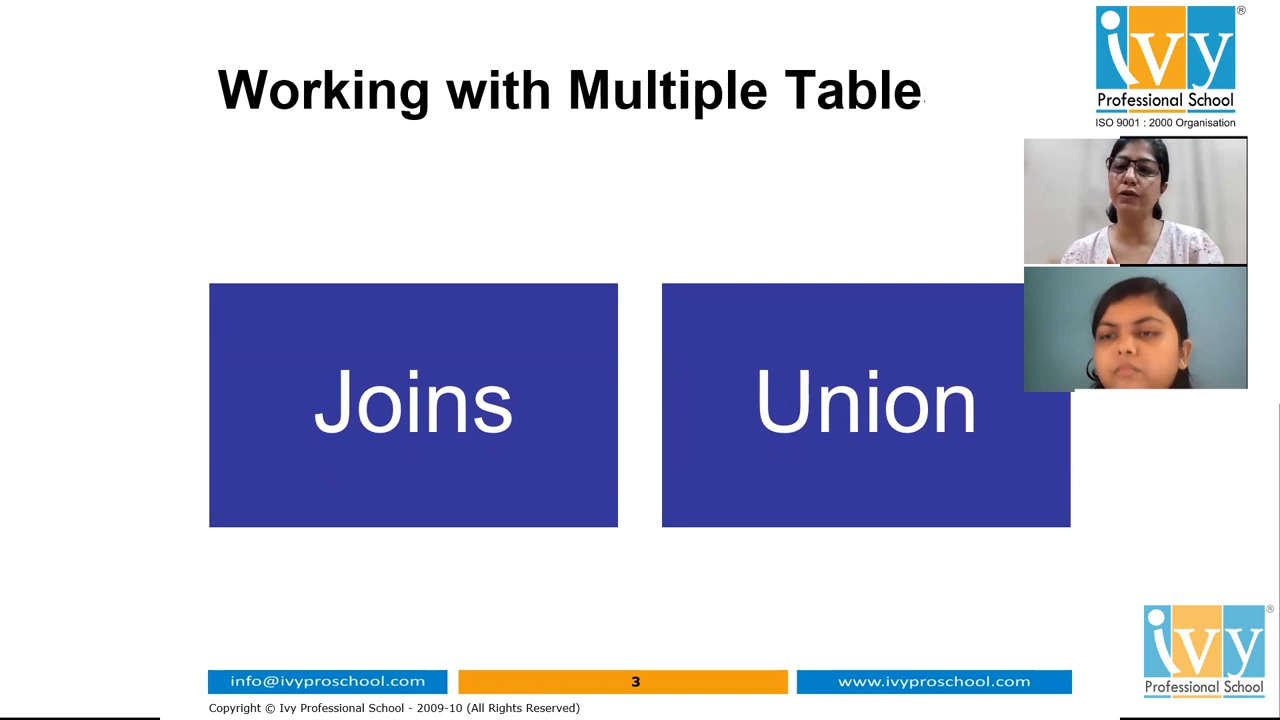 Working with Multiple Table
ivy
®
Professional School
ISO 9001 : 2000 Organisation
Joins
Union
ivy
®
Professional School
info@ivyproschool.com
3
www.ivyproschool.com
Copyright © Ivy Professional School - 2009-10 (All Rights Reserved)